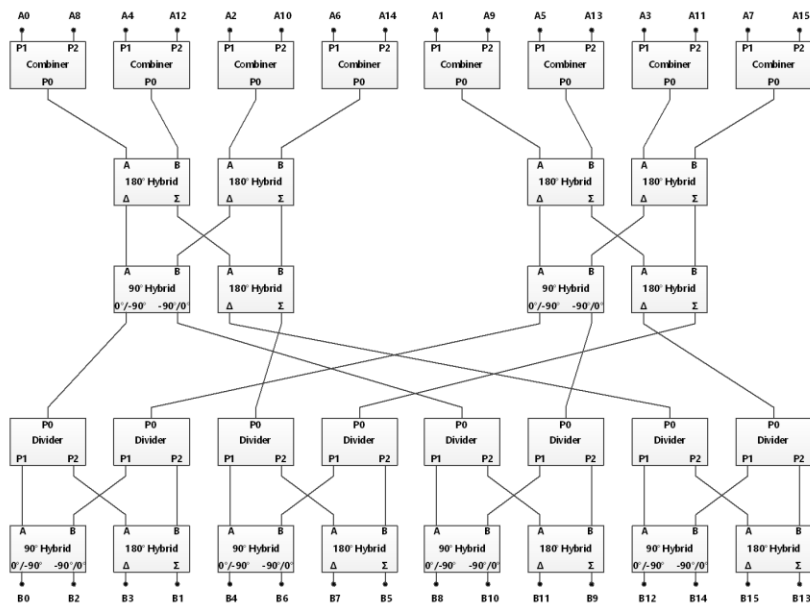 A0 A8 A4 A12 A2 A10 A6 A14 A1 A9 A5 A13 A3 A11 A7 A15
P1 P2 P1 P2 P1 P2 P1 P2 P1 P2 P1 P2 P1 P2 P1 P2
Combiner Combiner Combiner Combiner Combiner Combiner Combiner Combiner
P0 P0 P0 P0 P0 P0 P0 P0
A B A B A B A B
180° Hybrid 180° Hybrid 180° Hybrid 180° Hybrid
Δ Σ Δ Σ Δ Σ Δ Σ
A B A B A B A B
90° Hybrid 180° Hybrid 90° Hybrid 180° Hybrid
0°/-90° -90°/0° Δ Σ 0°/-90° -90°/0° Δ Σ
P0 P0 P0 P0 P0 P0 P0 P0
Divider Divider Divider Divider Divider Divider Divider Divider
P1 P2 P1 P2 P1 P2 P1 P2 P1 P2 P1 P2 P1 P2 P1 P2
A B A B A B A B A B A B A B A B
90° Hybrid 180° Hybrid 90° Hybrid 180° Hybrid 90° Hybrid 180° Hybrid 90° Hybrid 180° Hybrid
0°/-90° -90°/0° Δ Σ 0°/-90° -90°/0° Δ Σ 0°/-90° -90°/0° Δ Σ 0°/-90° -90°/0° Δ Σ
B0 B2 B3 B1 B4 B6 B7 B5 B8 B10 B11 B9 B12 B14 B15 B13